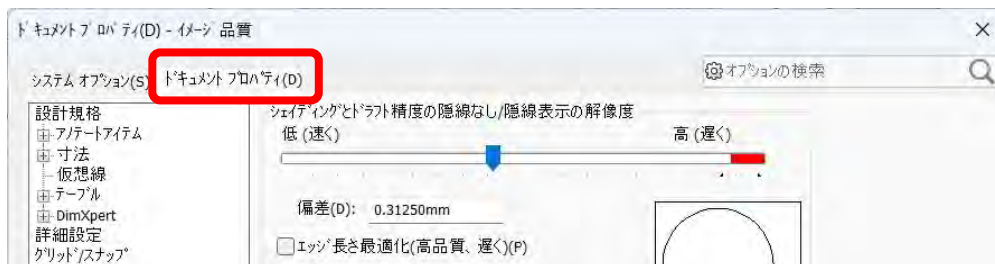 ドキュメント プロパティ(D) - イメージ 品質
システム オプション(S)
ドキュメント プロパティ(D)
オプションの検索
設計規格
アノテートアイテム
寸法
仮想線
テーブル
DimXpert
詳細設定
グリッド/スナップ
シェイディングとドラフト精度の隠線なし/隠線表示の解像度
低 (速く)
高 (遅く)
偏差(D): 0.31250mm
エッジ長さ最適化(高品質、遅く)(P)